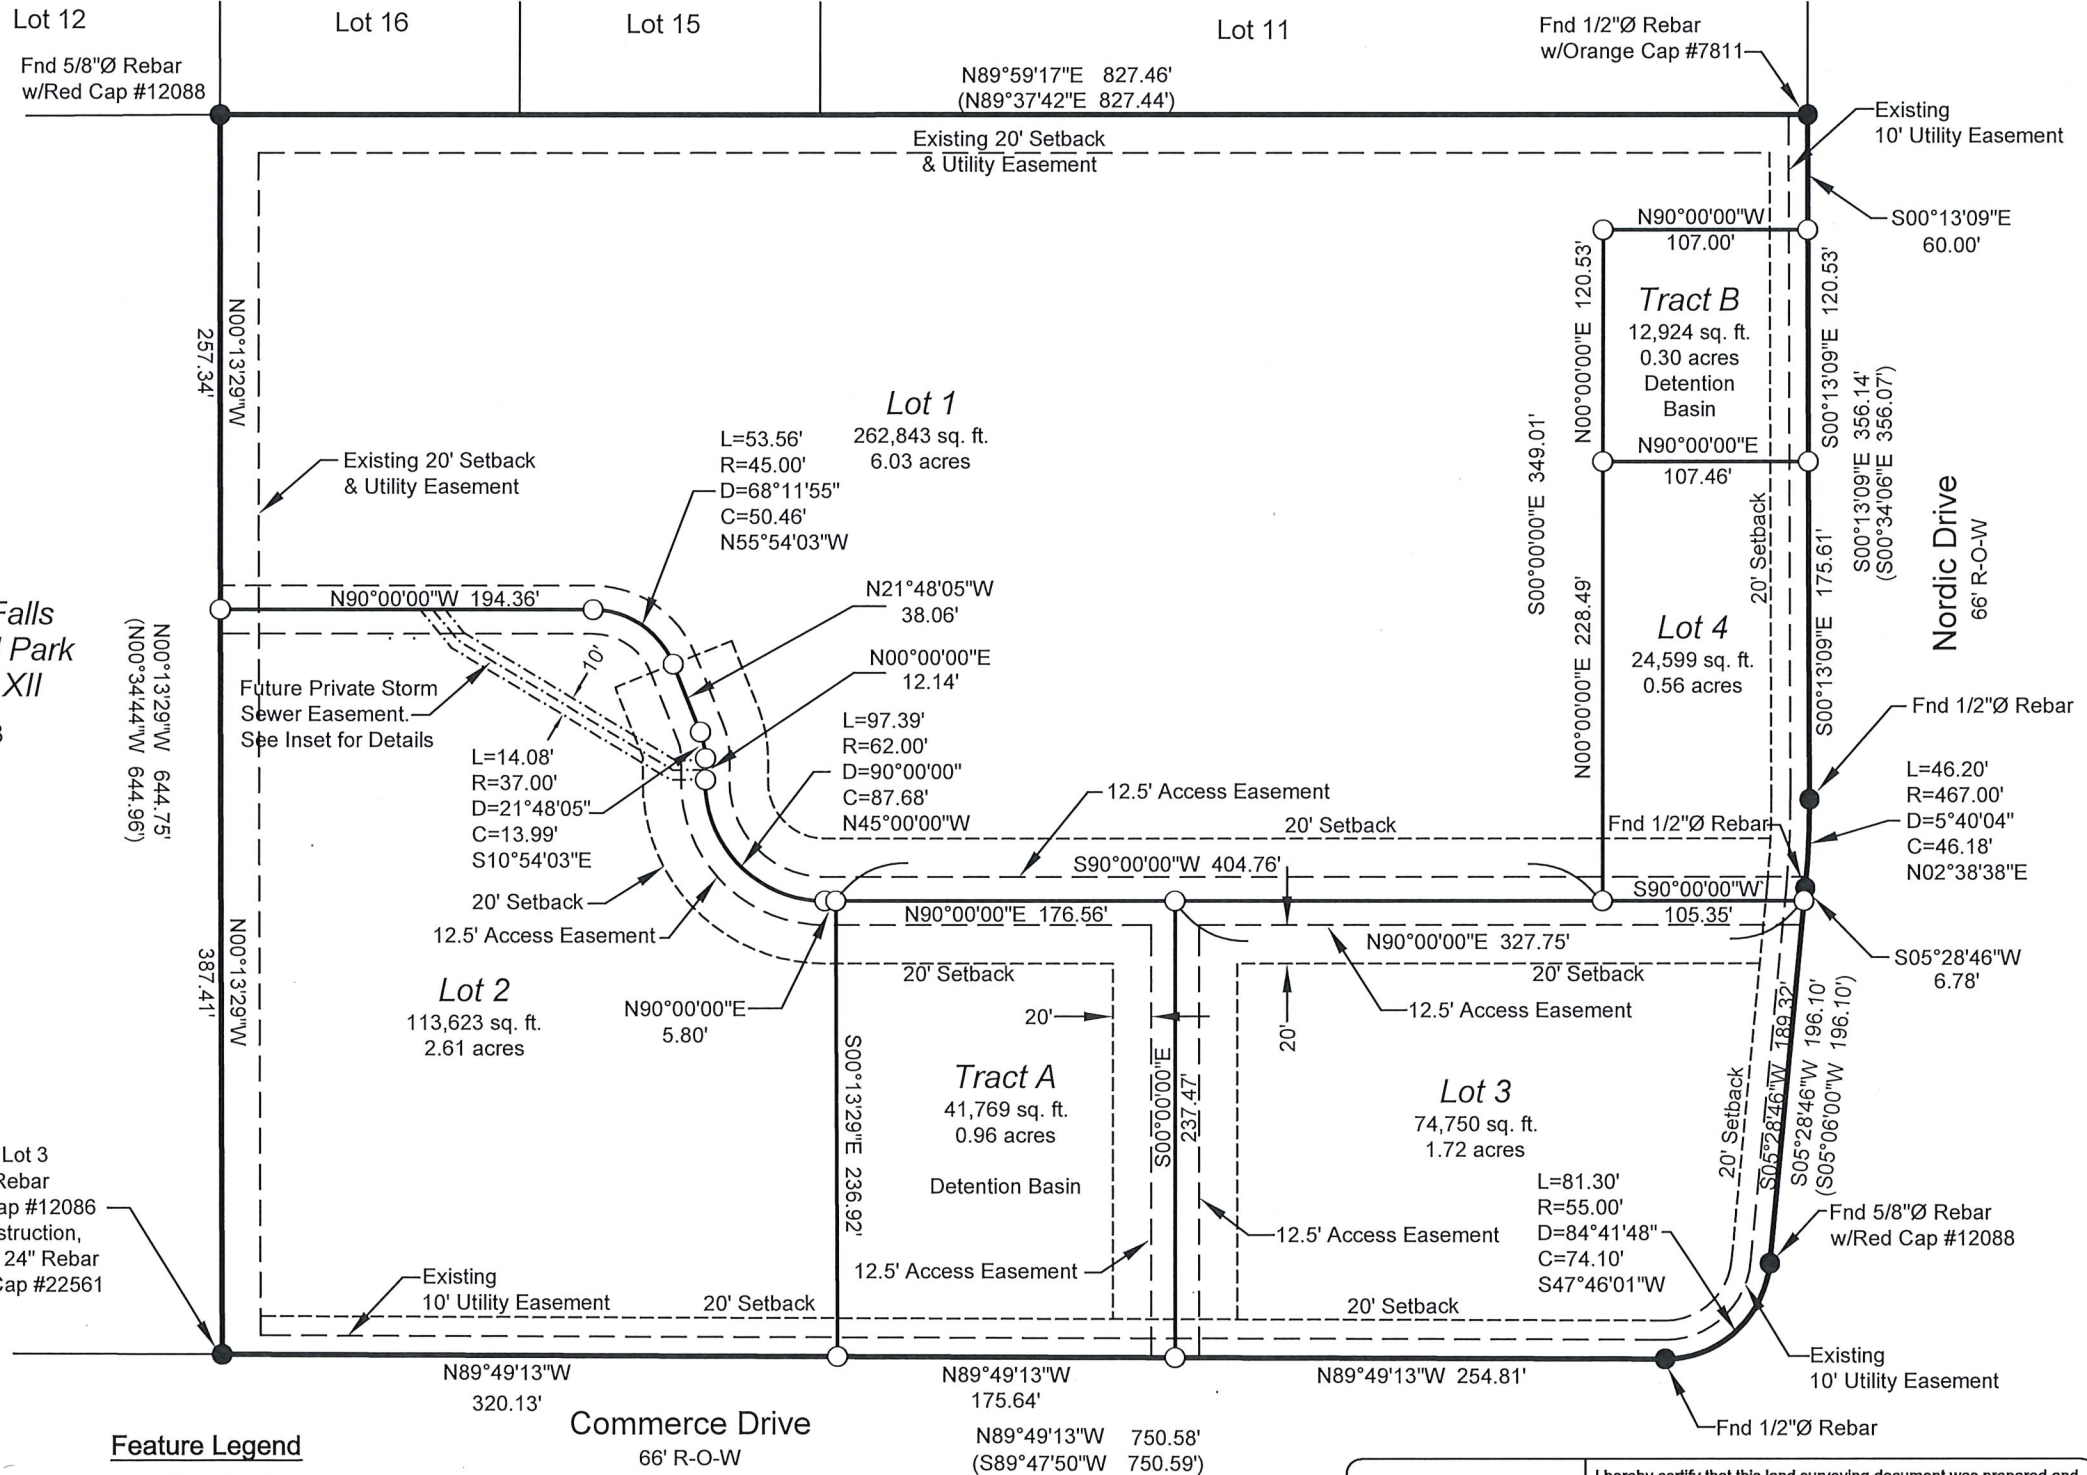 Lot 12
Lot 16
Lot 15
Lot 11
Fnd 5/8"Ø Rebar
w/Red Cap #12088
Fnd 1/2"Ø Rebar
w/Orange Cap #7811
N89°59'17"E 827.46'
(N89°37'42"E 827.44')
Existing 20' Setback
& Utility Easement
Existing
10' Utility Easement
S00°13'09"E
60.00'
N90°00'00"W
107.00'
N00°00'00"E 120.53'
S00°13'09"E 120.53'
Tract B
12,924 sq. ft.
0.30 acres
Detention
Basin
N90°00'00"E
107.46'
S00°13'09"E 356.14'
(S00°34'06"E 356.07')
Nordic Drive
66' R-O-W
N00°13'29"W
257.34'
Lot 1
262,843 sq. ft.
6.03 acres
L=53.56'
R=45.00'
D=68°11'55"
C=50.46'
N55°54'03"W
Existing 20' Setback
& Utility Easement
S00°00'00"E 349.01'
20' Setback
S00°13'09"E 175.61'
N00°00'00"E 228.49'
Lot 4
24,599 sq. ft.
0.56 acres
N90°00'00"W 194.36'
N21°48'05"W
38.06'
N00°00'00"E
12.14'
10'
Falls
Park
XII
N00°13'29"W 644.75'
(N00°34'44"W 644.96')
Future Private Storm
Sewer Easement.
See Inset for Details
L=14.08'
R=37.00'
D=21°48'05"
C=13.99'
S10°54'03"E
L=97.39'
R=62.00'
D=90°00'00"
C=87.68'
N45°00'00"W
12.5' Access Easement
20' Setback
Fnd 1/2"Ø Rebar
Fnd 1/2"Ø Rebar
L=46.20'
R=467.00'
D=5°40'04"
C=46.18'
N02°38'38"E
S90°00'00"W 404.76'
S90°00'00"W
105.35'
20' Setback
12.5' Access Easement
N90°00'00"E 176.56'
N90°00'00"E 327.75'
S05°28'46"W
6.78'
20' Setback
20' Setback
12.5' Access Easement
N90°00'00"E
5.80'
20'
20'
N00°13'29"W
387.41'
Lot 2
113,623 sq. ft.
2.61 acres
S00°13'29"E 236.92'
Tract A
41,769 sq. ft.
0.96 acres
Detention Basin
S00°00'00"E
237.47'
Lot 3
74,750 sq. ft.
1.72 acres
20' Setback
S05°28'46"W 189.32'
S05°28'46"W 196.10'
(S05°06'00"W 196.10')
L=81.30'
R=55.00'
D=84°41'48"
C=74.10'
S47°46'01"W
Fnd 5/8"Ø Rebar
w/Red Cap #12088
12.5' Access Easement
12.5' Access Easement
Lot 3
Rebar
Cap #12086
24" Rebar
Cap #22561
Existing
10' Utility Easement
20' Setback
20' Setback
Existing
10' Utility Easement
Fnd 1/2"Ø Rebar
N89°49'13"W
320.13'
N89°49'13"W
175.64'
N89°49'13"W 254.81'
Commerce Drive
66' R-O-W
N89°49'13"W 750.58'
(S89°47'50"W 750.59')
Feature Legend
I hereby certify that this land surveying document was prepared and